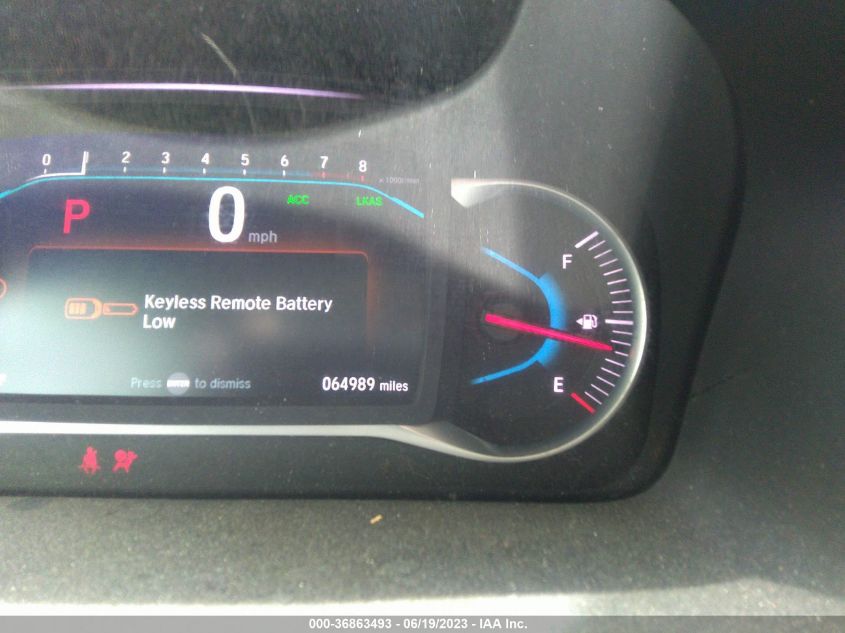 0 1 2 3 4 5 6 7 8
x 1000r/min
P 0 mph ACC LKAS
F
Keyless Remote Battery
Low
E
Press ENTER to dismiss 064989 miles
000-36863493 - 06/19/2023 - IAA Inc.